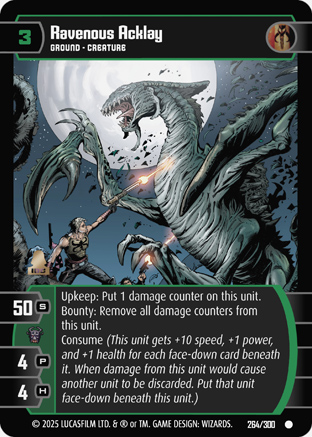 3
Ravenous Acklay
GROUND - CREATURE
50 S
4 P
4 H
Upkeep: Put 1 damage counter on this unit.
Bounty: Remove all damage counters from
this unit.
Consume (This unit gets +10 speed, +1 power,
and +1 health for each face-down card beneath
it. When damage from this unit would cause
another unit to be discarded. Put that unit
face-down beneath this unit.)
© 2025 LUCASFILM LTD. & ® or TM. GAME DESIGN: WIZARDS.
264/300